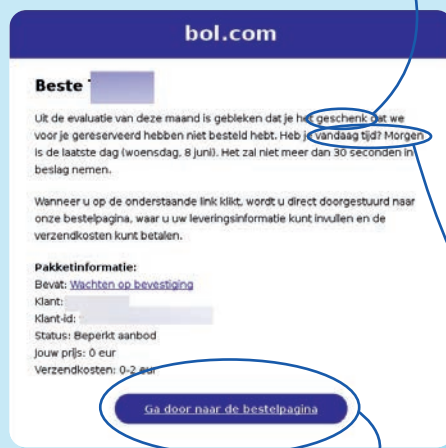 bol.com
Beste
Uit de evaluatie van deze maand is gebleken dat je het geschenk dat we
voor je gereserveerd hebben niet besteld hebt. Heb je vandaag tijd? Morgen
is de laatste dag (woensdag, 8 juni). Het zal niet meer dan 30 seconden in
beslag nemen.
Wanneer u op de onderstaande link klikt, wordt u direct doorgestuurd naar
onze bestelpagina, waar u uw leveringsinformatie kunt invullen en de
verzendkosten kunt betalen.
Pakketinformatie:
Bevat: Wachten op bevestiging
Klant:
Klant-id:
Status: Beperkt aanbod
Jouw prijs: 0 eur
Verzendkosten: 0-2 eur
Ga door naar de bestelpagina